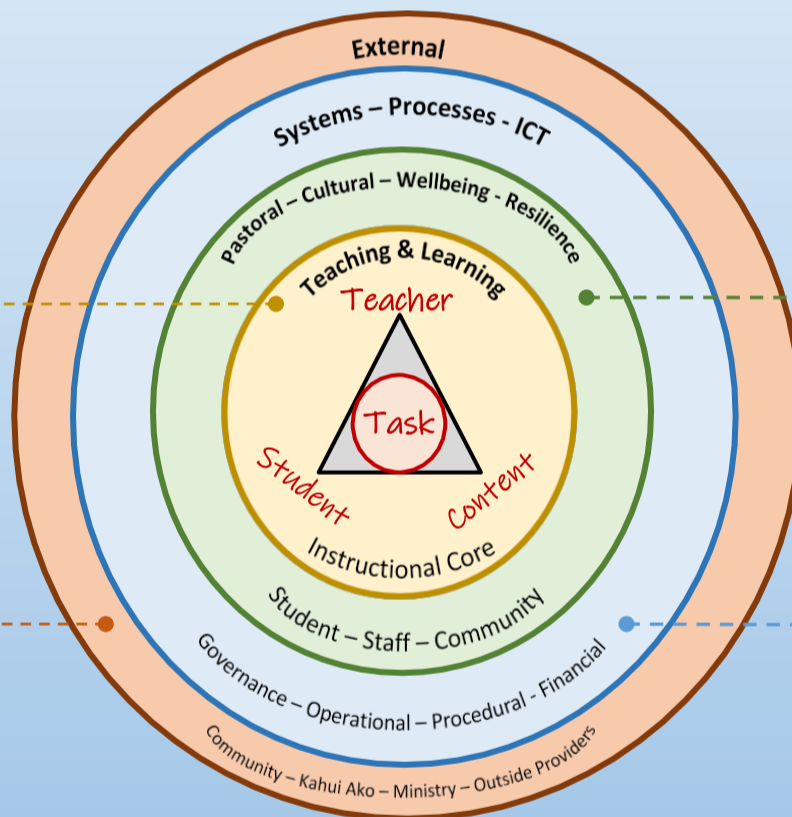 External
Systems – Processes - ICT
Pastoral – Cultural – Wellbeing - Resilience
Teaching & Learning
Teacher
Task
Student
Content
Instructional Core
Student – Staff – Community
Governance – Operational – Procedural - Financial
Community – Kahui Ako – Ministry – Outside Providers